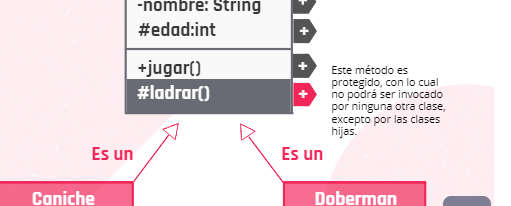 -nombre: String
#edad:int
+jugar()
#ladrar()
Este método es
protegido, con lo cual
no podrá ser invocado
por ninguna otra clase,
excepto por las clases
hijas.
Es un
Es un
Caniche
Doberman